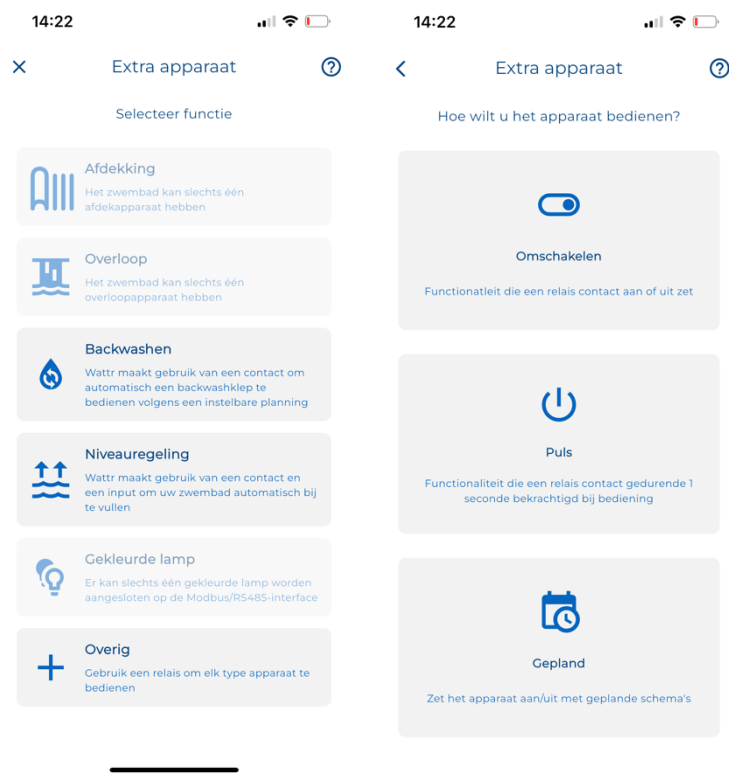 14:22
Extra apparaat
Selecteer functie
Afdekking
Het zwembad kan slechts één
afdekapparaat hebben
Overloop
Het zwembad kan slechts één
overloopapparaat hebben
Backwashen
Wattr maakt gebruik van een contact om
automatisch een backwashklep te
bedienen volgens een instelbare planning
Niveauregeling
Wattr maakt gebruik van een contact en
een input om uw zwembad automatisch bij
te vullen
Gekleurde lamp
Er kan slechts één gekleurde lamp worden
aangesloten op de Modbus/RS485-interface
Overig
Gebruik een relais om elk type apparaat te
bedienen
14:22
Extra apparaat
Hoe wilt u het apparaat bedienen?
Omschakelen
Functionatleit die een relais contact aan of uit zet
Puls
Functionaliteit die een relais contact gedurende 1
seconde bekrachtigd bij bediening
Gepland
Zet het apparaat aan/uit met geplande schema's